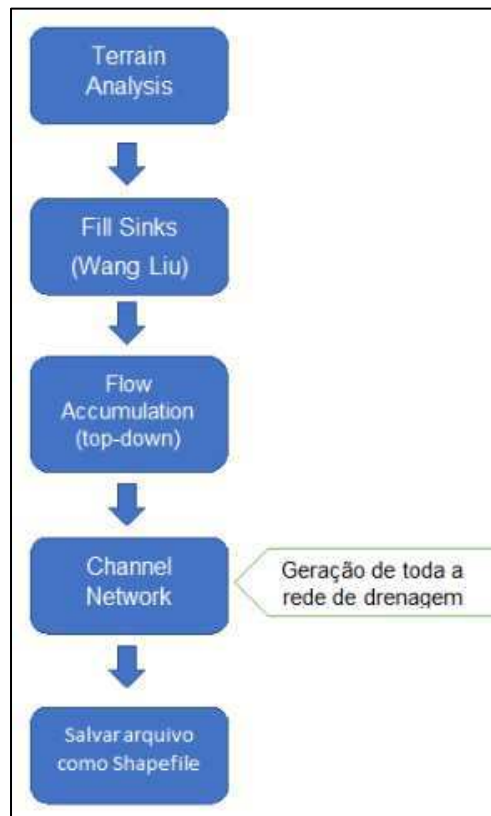 Terrain
Analysis
Fill Sinks
(Wang Liu)
Flow
Accumulation
(top-down)
Channel
Network
Geração de toda a
rede de drenagem
Salvar arquivo
como Shapefile